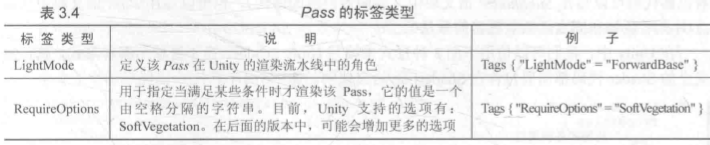 表 3.4 Pass 的标签类型
标 签 类 型 说 明 例 子
LightMode 定义该 Pass 在 Unity 的渲染流水线中的角色 Tags { "LightMode" = "ForwardBase" }
用于指定当满足某些条件时才渲染该 Pass，它的值是一个
RequireOptions 由空格分隔的字符串。目前，Unity 支持的选项有： Tags { "RequireOptions" = "SoftVegetation" }
SoftVegetation。在后面的版本中，可能会增加更多的选项